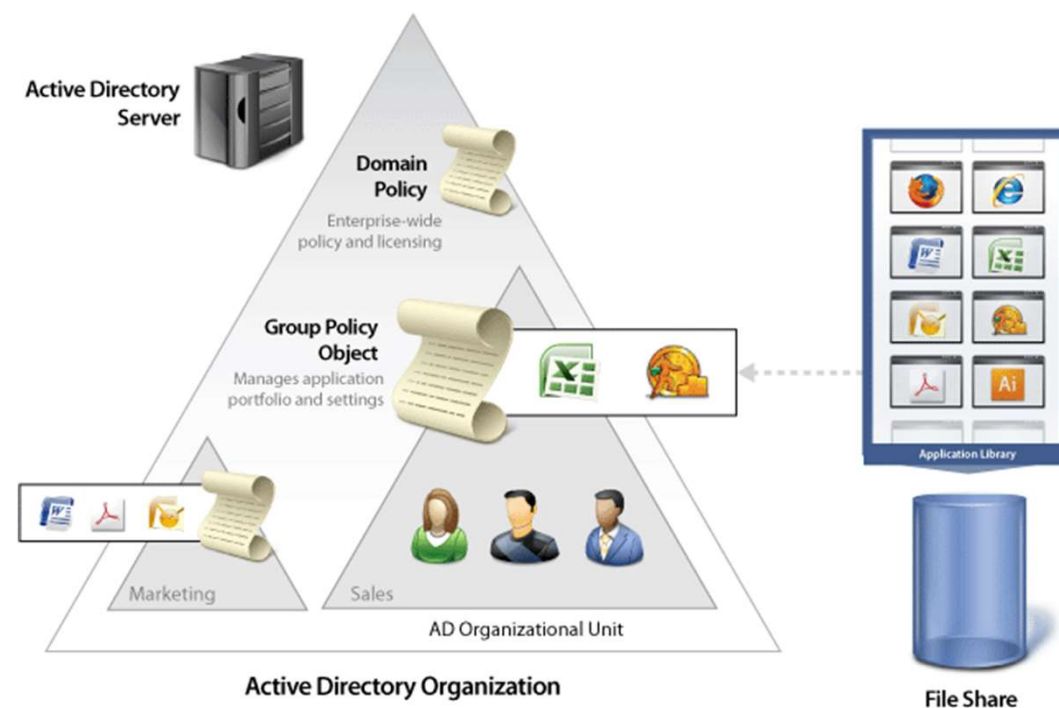 Active Directory
Server
Domain
Policy
Enterprise-wide
policy and licensing
Group Policy
Object
Manages application
portfolio and settings
Ai
Application Library
Marketing
Sales
AD Organizational Unit
Active Directory Organization
File Share